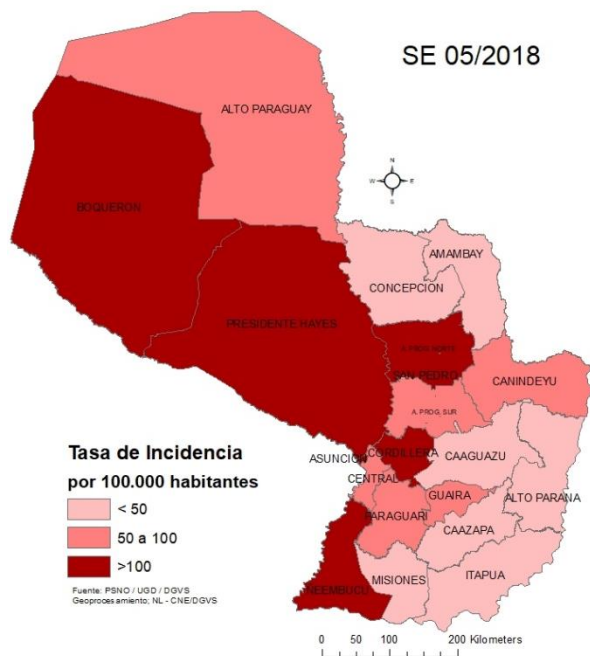 SE 05/2018
ALTO PARAGUAY
BOQUERON
N
W E
S
AMAMBAY
CONCEPCION
PRESIDENTE HAYES
A. PROG. NORTE
SAN PEDRO
CANINDEYU
A. PROG. SUR
CORDILLERA
ASUNCION
CAAGUAZU
CENTRAL
ALTO PARANA
GUAIRA
PARAGUARI
CAAZAPA
MISIONES
ITAPUA
ÑEEMBUCU
Tasa de Incidencia
por 100.000 habitantes
< 50
50 a 100
>100
Fuente: PSNO / UGD / DGVS
Geoprocesamiento; NL - CNE/DGVS
0 50 100 200 Kilometers